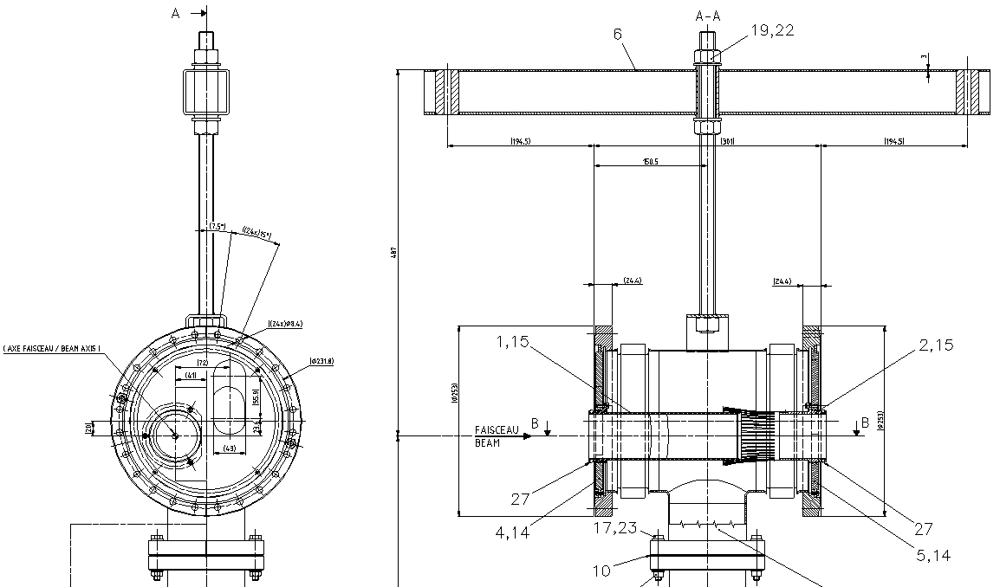 A
A-A
19,22
6
3
(194.5)
(301)
(194.5)
150.5
487
(7.5°)
((24x)15°)
(24.4)
(24.4)
((24x)Ø8.4)
( AXE FAISCEAU / BEAM AXIS )
(Ø231.8)
(72)
(41)
(55.9)
(20)
(43)
1,15
2,15
(Ø253)
(Ø253)
FAISCEAU
BEAM
B
B
27
27
4,14
17,23
5,14
10